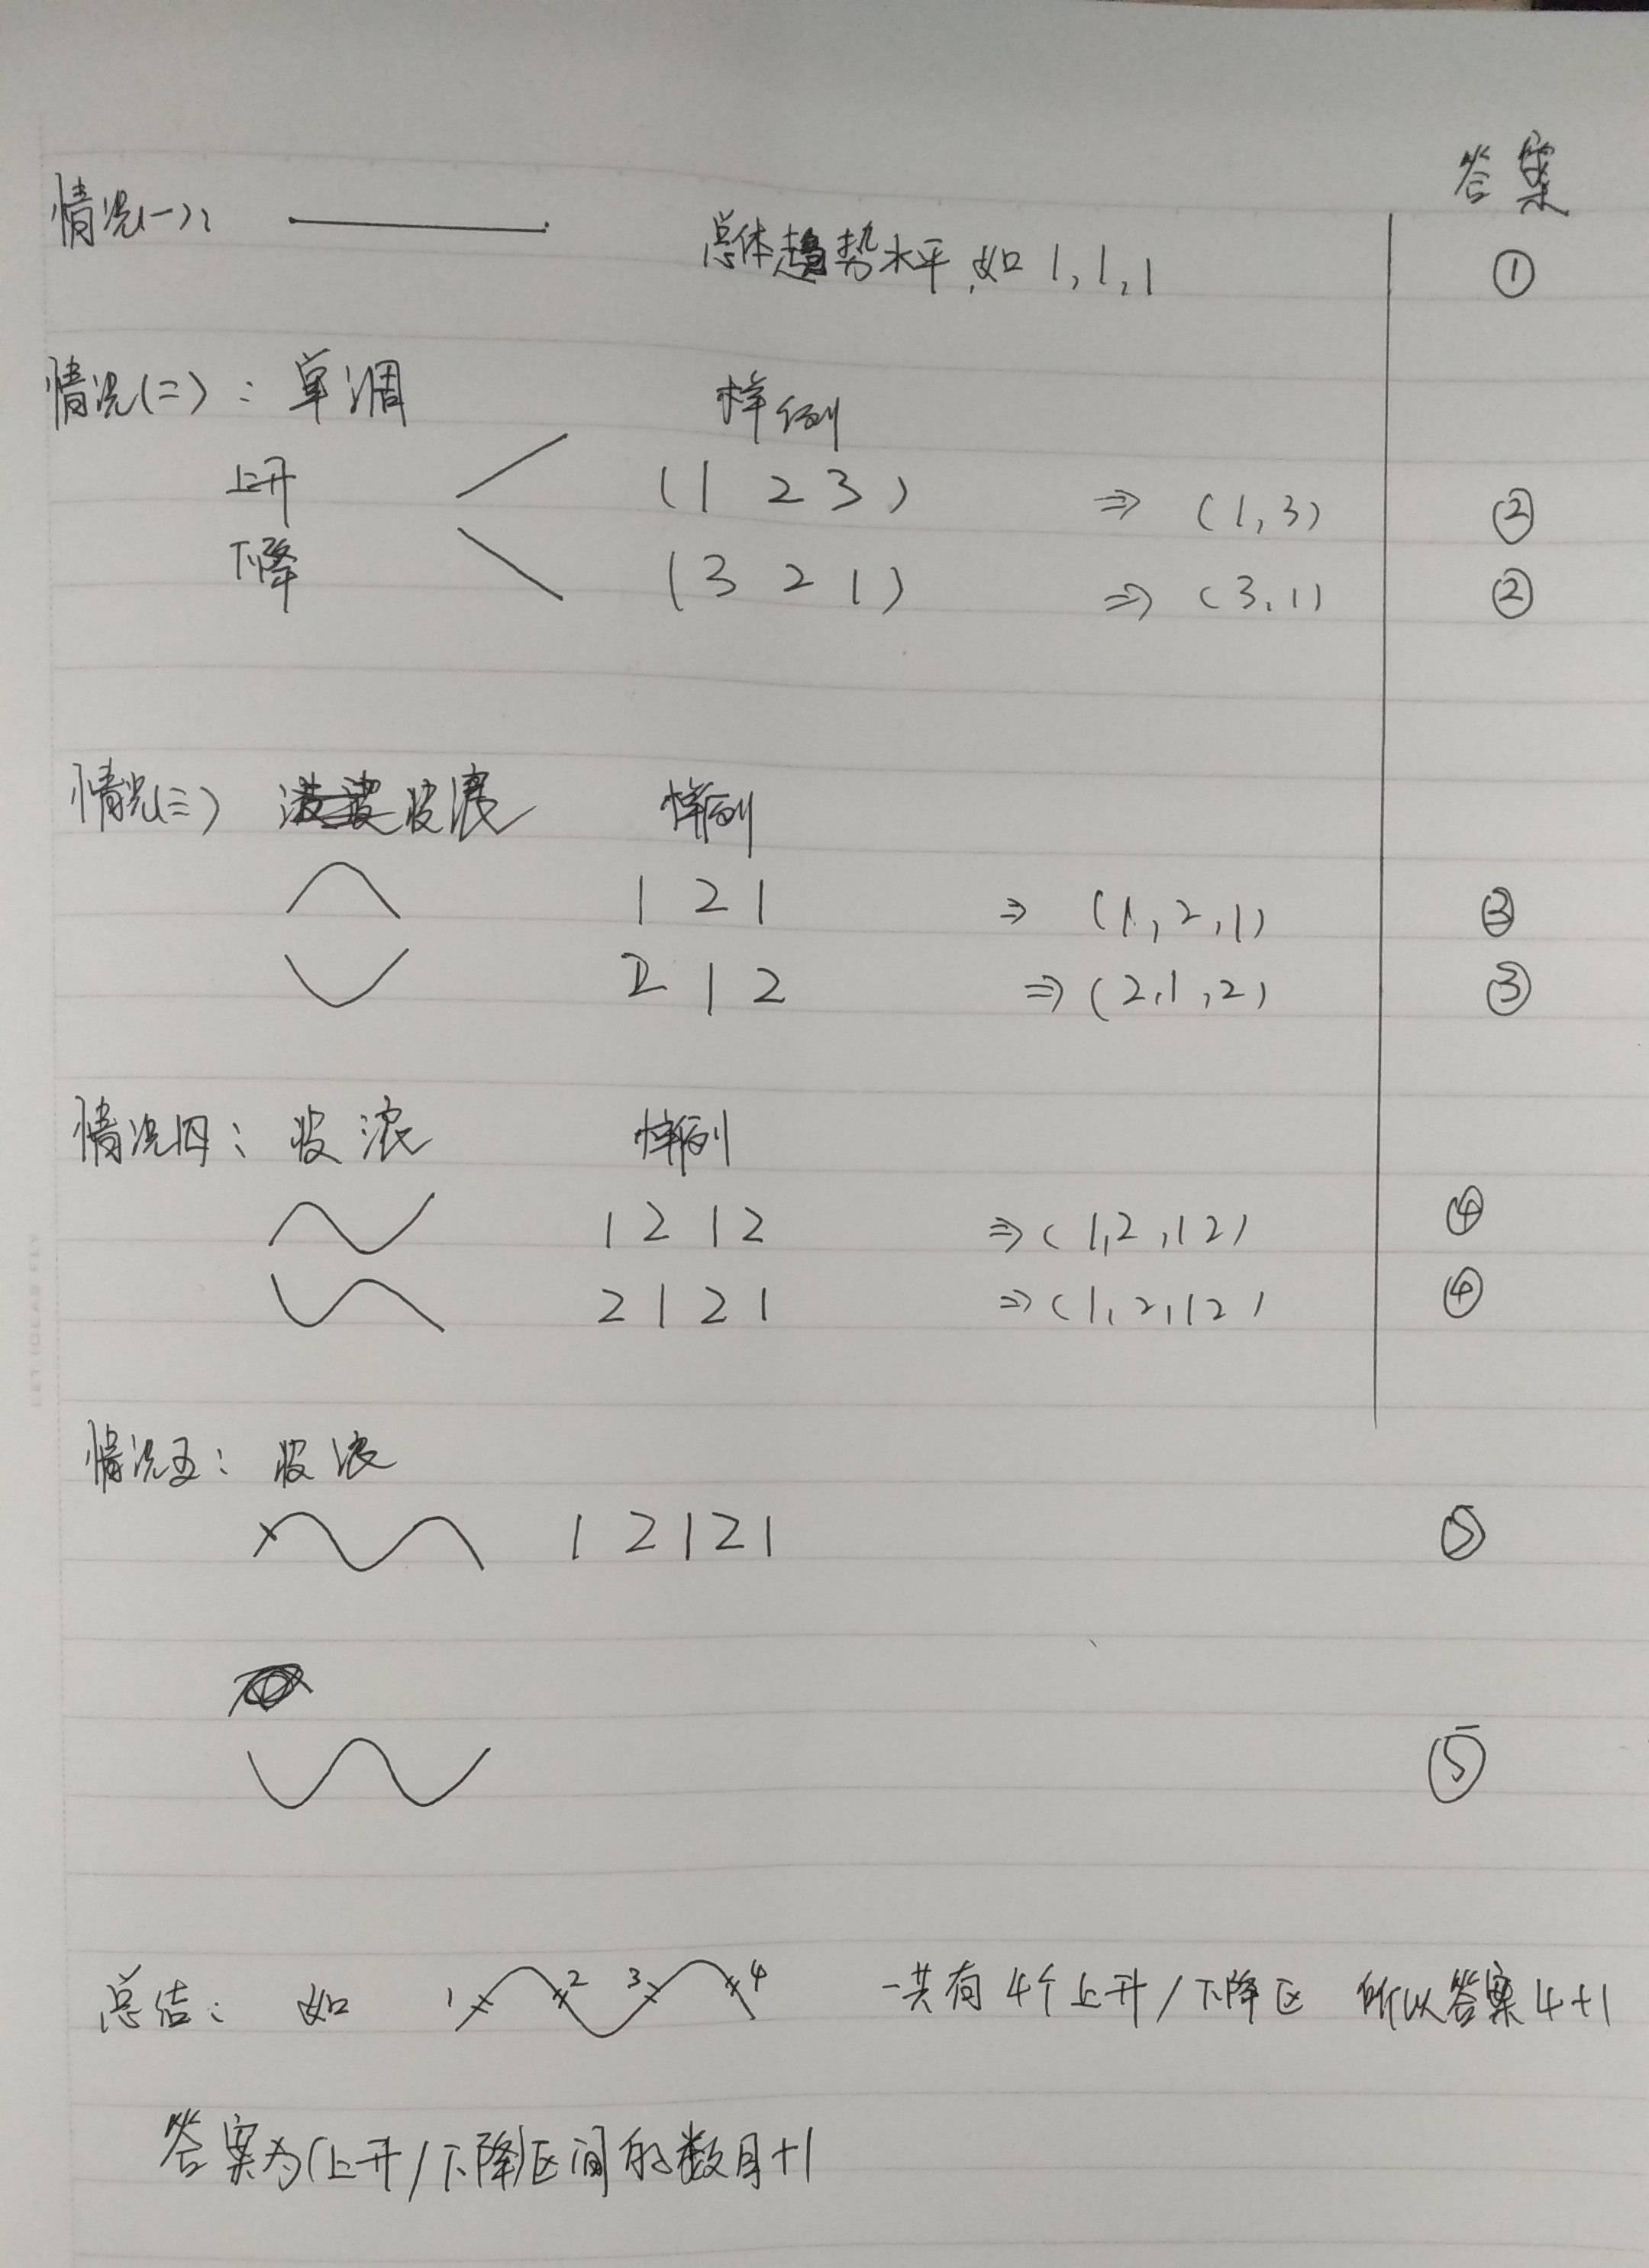 答案
情况(一):
总体趋势水平,如 1,1,1 ①
情况(二):单调 样例
上升 (1 2 3) ⇒ (1,3) ②
下降 (3 2 1) ⇒ (3,1) ②
情况(三) 波浪 样例
1 2 1 ⇒ (1,2,1) ③
2 1 2 ⇒ (2,1,2) ③
情况四:波浪 样例
1 2 1 2 ⇒ (1,2,1 2) ④
2 1 2 1 ⇒ (1,2,1 2) ④
情况五:波浪
1 2 1 2 1 ⑤
⑤
总结:如 1 2 3 4 一共有4个上升/下降区 所以答案4+1
答案为(上升/下降)区间的数目+1